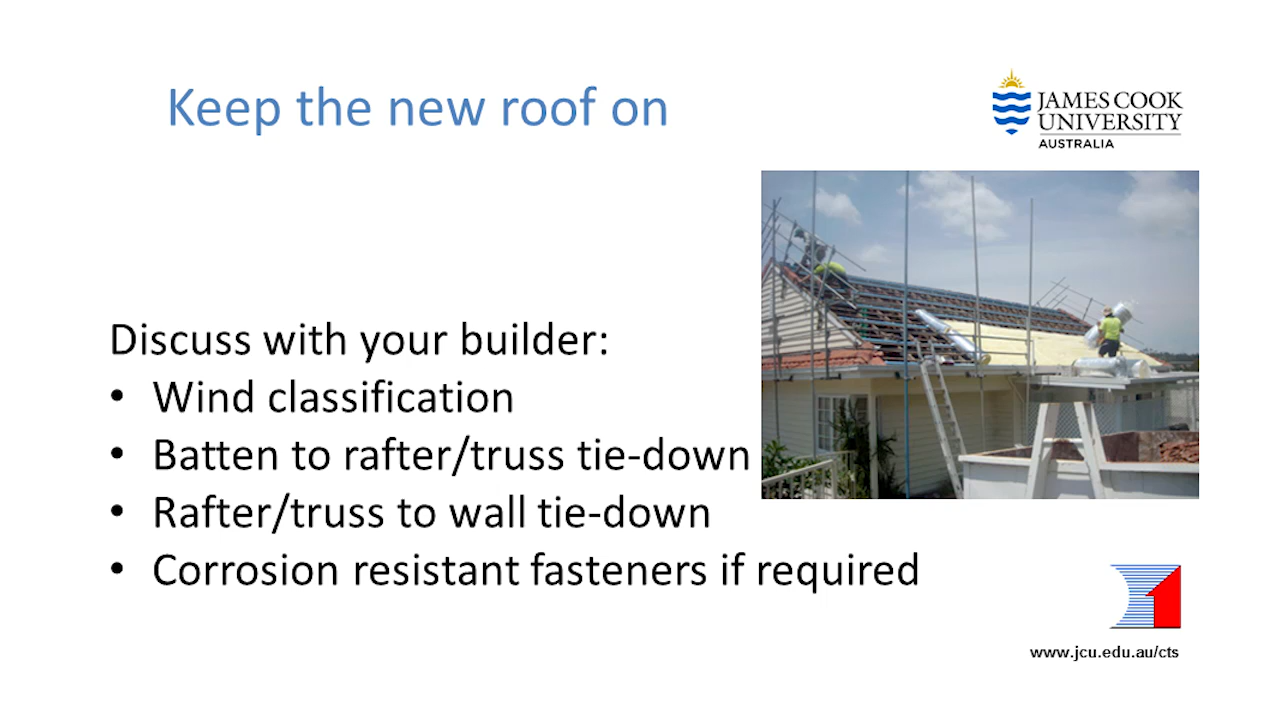 Keep the new roof on
JAMES COOK
UNIVERSITY
AUSTRALIA
Discuss with your builder:
• Wind classification
• Batten to rafter/truss tie-down
• Rafter/truss to wall tie-down
• Corrosion resistant fasteners if required
www.jcu.edu.au/cts